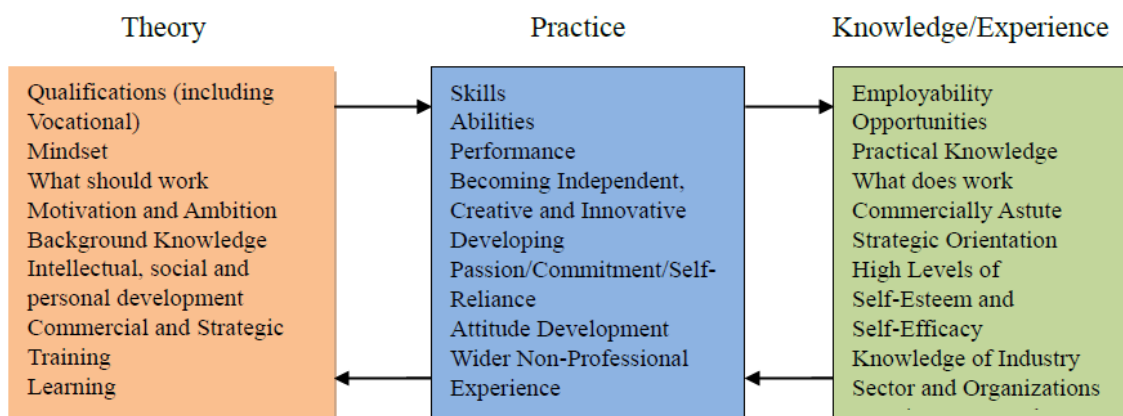 Theory
Practice
Knowledge/Experience
Qualifications (including
Vocational)
Mindset
What should work
Motivation and Ambition
Background Knowledge
Intellectual, social and
personal development
Commercial and Strategic
Training
Learning
Skills
Abilities
Performance
Becoming Independent,
Creative and Innovative
Developing
Passion/Commitment/Self-
Reliance
Attitude Development
Wider Non-Professional
Experience
Employability
Opportunities
Practical Knowledge
What does work
Commercially Astute
Strategic Orientation
High Levels of
Self-Esteem and
Self-Efficacy
Knowledge of Industry
Sector and Organizations